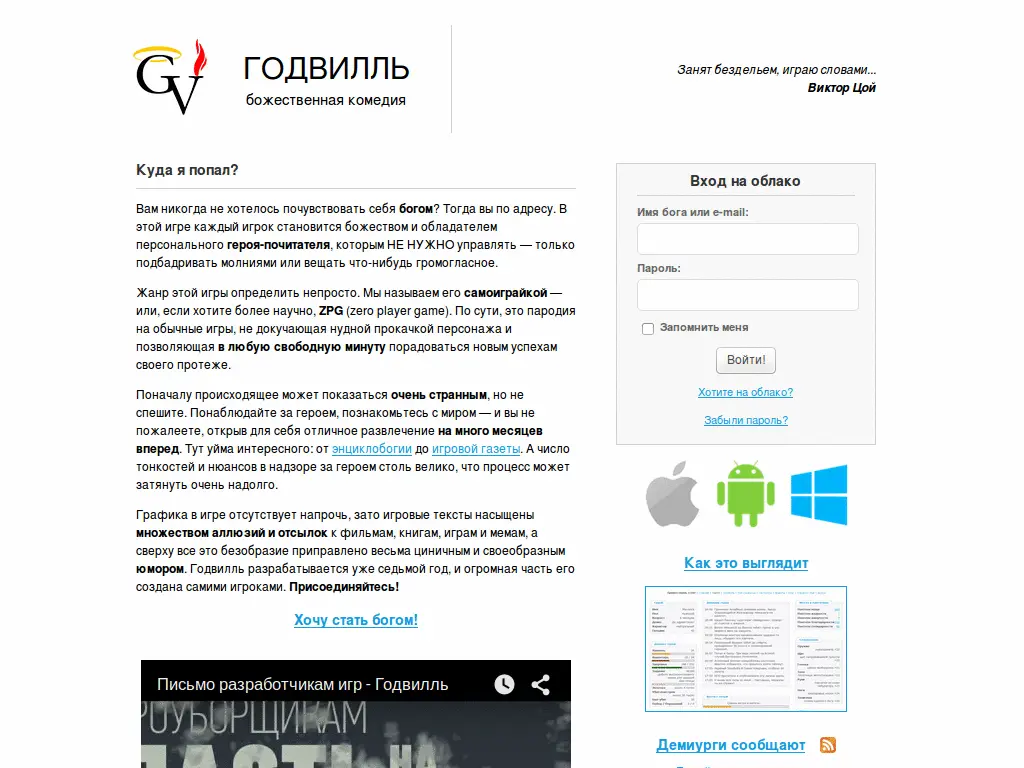 GV
ГОДВИЛЛЬ
божественная комедия
Занят бездельем, играю словами...
Виктор Цой
Куда я попал?
Вам никогда не хотелось почувствовать себя богом? Тогда вы по адресу. В
этой игре каждый игрок становится божеством и обладателем
персонального героя-почитателя, которым НЕ НУЖНО управлять — только
подбадривать молниями или вещать что-нибудь громогласное.
Жанр этой игры определить непросто. Мы называем его самоиграйкой —
или, если хотите более научно, ZPG (zero player game). По сути, это пародия
на обычные игры, не докучающая нудной прокачкой персонажа и
позволяющая в любую свободную минуту порадоваться новым успехам
своего протеже.
Поначалу происходящее может показаться очень странным, но не
спешите. Понаблюдайте за героем, познакомьтесь с миром — и вы не
пожалеете, открыв для себя отличное развлечение на много месяцев
вперед. Тут уйма интересного: от энциклобогии до игровой газеты. А число
тонкостей и нюансов в надзоре за героем столь велико, что процесс может
затянуть очень надолго.
Графика в игре отсутствует напрочь, зато игровые тексты насыщены
множеством аллюзий и отсылок к фильмам, книгам, играм и мемам, а
сверху все это безобразие приправлено весьма циничным и своеобразным
юмором. Годвилль разрабатывается уже седьмой год, и огромная часть его
создана самими игроками. Присоединяйтесь!
Хочу стать богом!
Письмо разработчикам игр - Годвилль
Вход на облако
Имя бога или e-mail:
Пароль:
Запомнить меня
Войти!
Хотите на облако?
Забыли пароль?
Как это выглядит
Демиурги сообщают